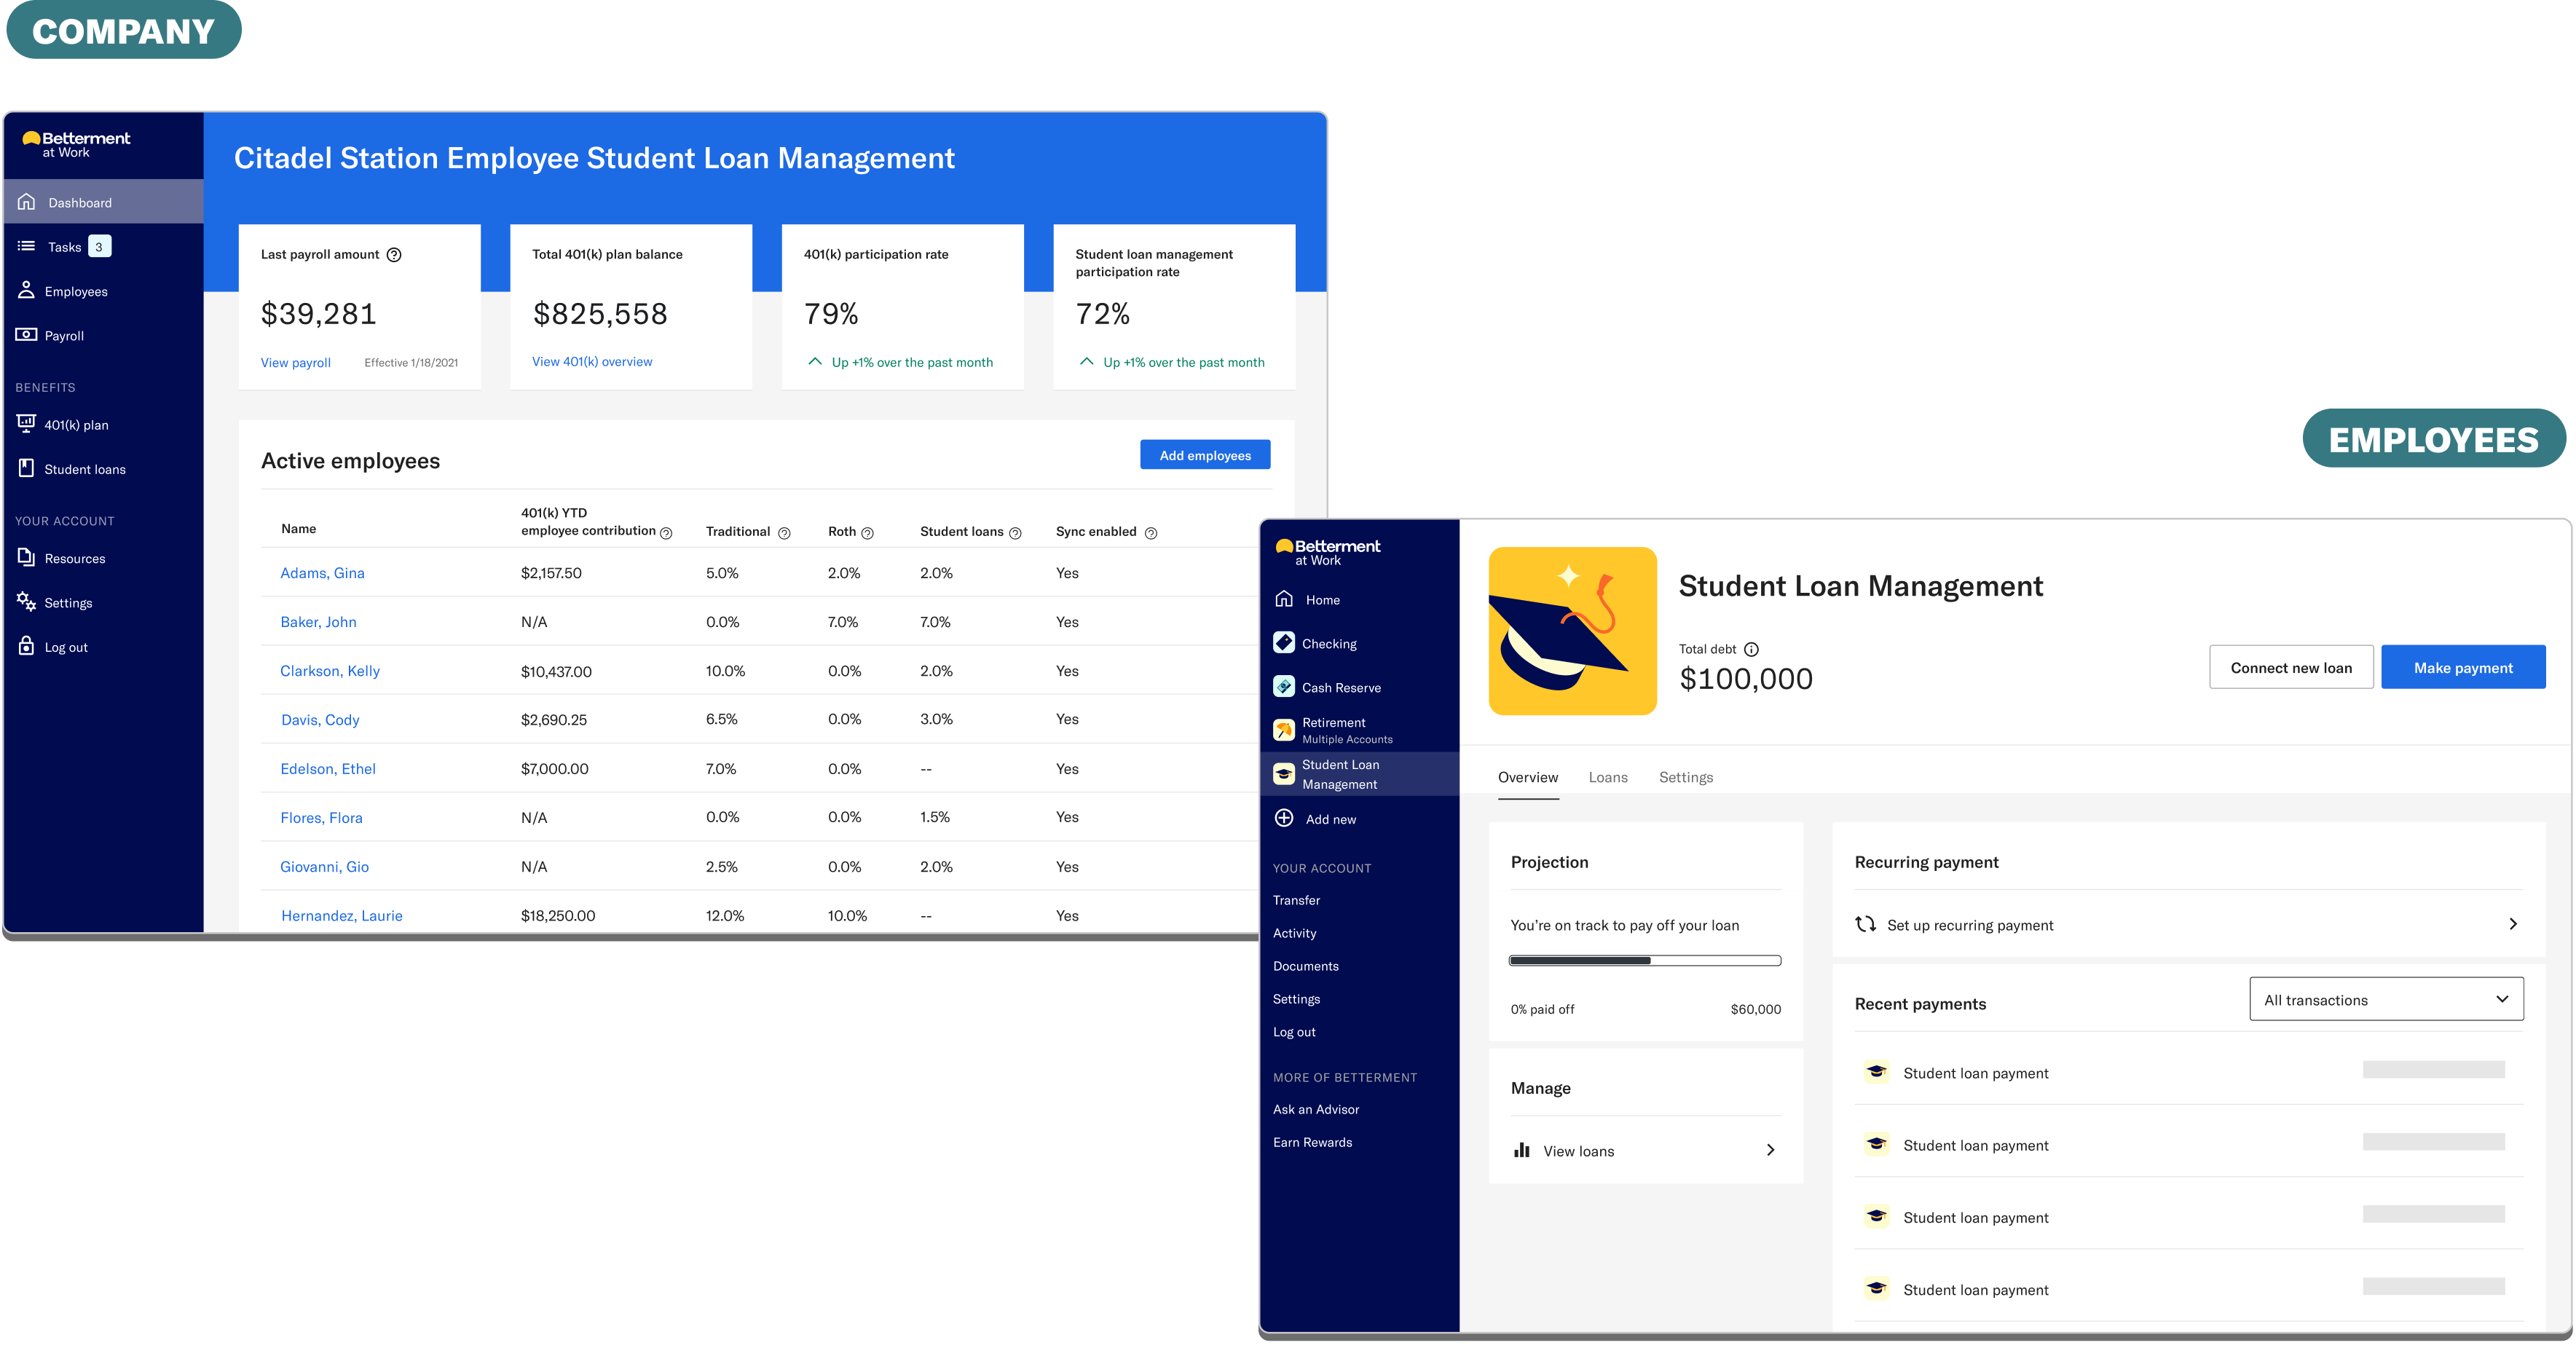 COMPANY
Betterment
at Work
Dashboard
Tasks 3
Employees
Payroll
BENEFITS
401(k) plan
Student loans
YOUR ACCOUNT
Resources
Settings
Log out
Citadel Station Employee Student Loan Management
Last payroll amount
$39,281
View payroll Effective 1/18/2021
Total 401(k) plan balance
$825,558
View 401(k) overview
401(k) participation rate
79%
Up +1% over the past month
Student loan management
participation rate
72%
Up +1% over the past month
Active employees
Add employees
Name 401(k) YTD
employee contribution Traditional Roth Student loans Sync enabled
Adams, Gina $2,157.50 5.0% 2.0% 2.0% Yes
Baker, John N/A 0.0% 7.0% 7.0% Yes
Clarkson, Kelly $10,437.00 10.0% 0.0% 2.0% Yes
Davis, Cody $2,690.25 6.5% 0.0% 3.0% Yes
Edelson, Ethel $7,000.00 7.0% 0.0% -- Yes
Flores, Flora N/A 0.0% 0.0% 1.5% Yes
Giovanni, Gio N/A 2.5% 0.0% 2.0% Yes
Hernandez, Laurie $18,250.00 12.0% 10.0% -- Yes
EMPLOYEES
Betterment
at Work
Home
Checking
Cash Reserve
Retirement
Multiple Accounts
Student Loan
Management
Add new
YOUR ACCOUNT
Transfer
Activity
Documents
Settings
Log out
MORE OF BETTERMENT
Ask an Advisor
Earn Rewards
Student Loan Management
Total debt
$100,000
Connect new loan
Make payment
Overview Loans Settings
Projection
You're on track to pay off your loan
0% paid off $60,000
Manage
View loans
Recurring payment
Set up recurring payment
Recent payments
All transactions
Student loan payment
Student loan payment
Student loan payment
Student loan payment